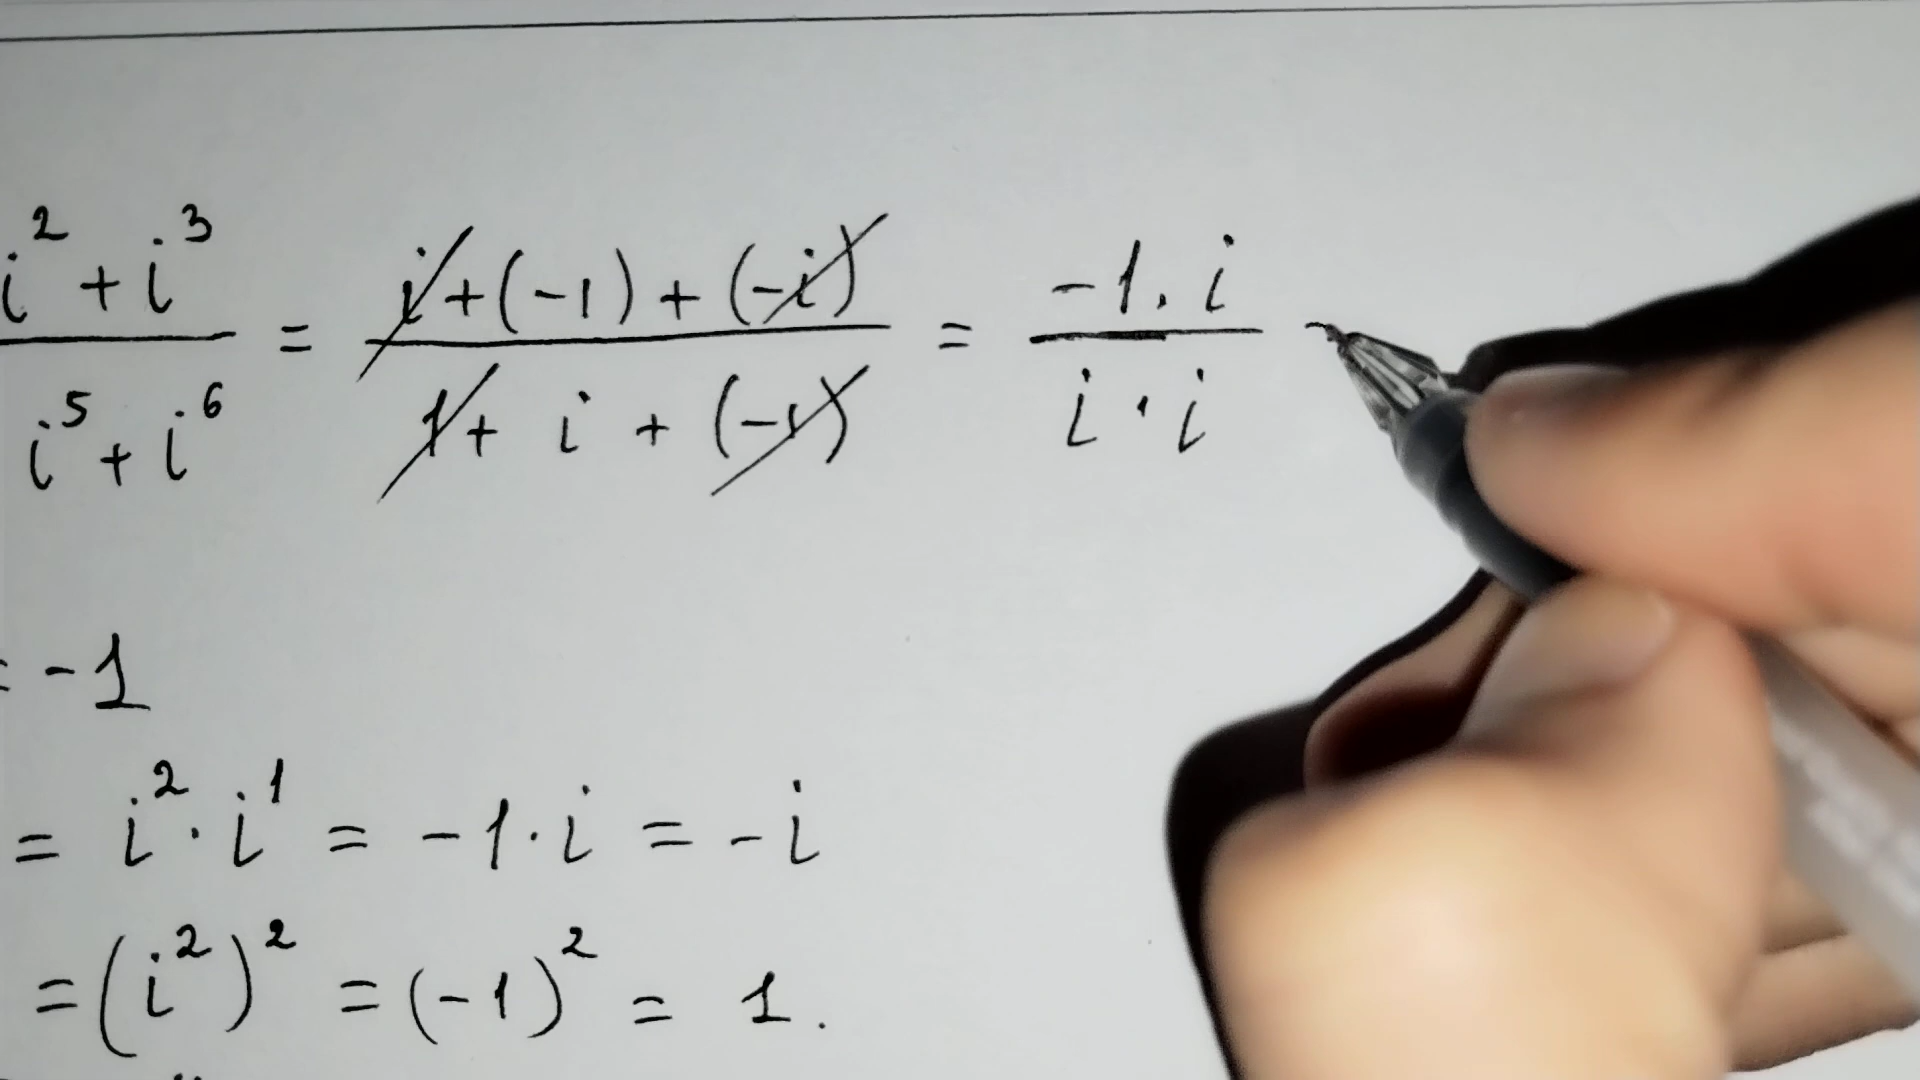 i² + i³ / i⁵ + i⁶ = i + (-1) + (-i) / 1 + i + (-1) = -1 . i / i · i
= -1
= i² · i¹ = -1 · i = -i
= (i²)² = (-1)² = 1.